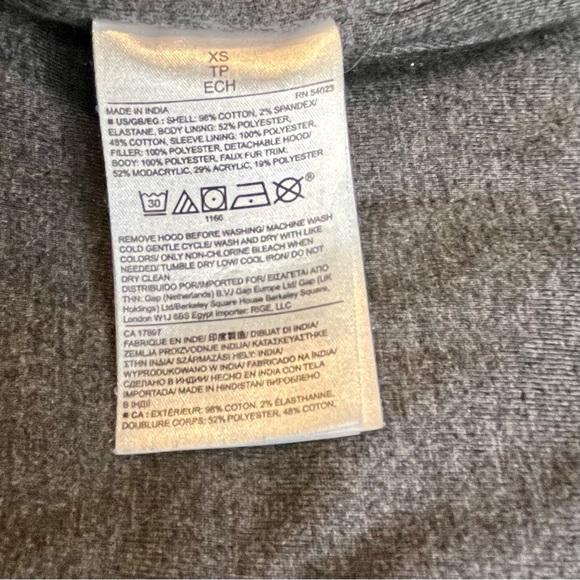 XS
TP
ECH
RN 54023
MADE IN INDIA
■ US/GB/EG : SHELL: 98% COTTON, 2% SPANDEX/
ELASTANE, BODY LINING: 52% POLYESTER,
48% COTTON, SLEEVE LINING: 100% POLYESTER,
FILLER: 100% POLYESTER, DETACHABLE HOOD/
BODY: 100% POLYESTER, FAUX FUR TRIM:
52% MODACRYLIC, 29% ACRYLIC, 19% POLYESTER
30 ®
1160
REMOVE HOOD BEFORE WASHING/ MACHINE WASH
COLD GENTLE CYCLE/ WASH AND DRY WITH LIKE
COLORS/ ONLY NON-CHLORINE BLEACH WHEN
NEEDED/ TUMBLE DRY LOW/ COOL IRON/ DO NOT
DRY CLEAN
DISTRIBUIDO POR/IMPORTED FOR/ ΕΙΣΑΓΕΤΑΙ ΑΠΟ
ΤΗΝ: Gap (Netherlands) B.V./ Gap Europe Ltd/ Gap (UK
Holdings) Ltd/Berkeley Square House Berkeley Square,
London W1J 6BS Egypt Importer: RIGE, LLC
CA 17897
FABRIQUÉ EN INDE/ 印度製造/ DIBUAT DI INDIA/
ZEMLJA PROIZVODNJE INDIJA/ ΚΑΤΑΣΚΕΥΑΣΤΗΚΕ
ΣΤΗΝ ΙΝΔΙΑ/ SZÁRMAZÁSI HELY: INDIA/
WYPRODUKOWANO W INDIA/ FABRICADO NA ÍNDIA/
СДЕЛАНО В ИНДИИ/ HECHO EN INDIA CON TELA
IMPORTADA/ MADE IN HINDISTAN/ ВИРОБЛЕНО
В ІНДІЇ
■ CA : EXTÉRIEUR: 98% COTON, 2% ÉLASTHANNE,
DOUBLURE CORPS: 52% POLYESTER, 48% COTON,